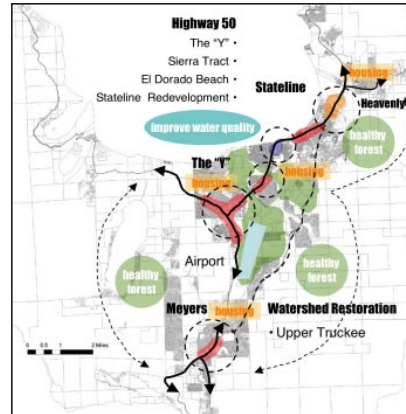 Highway 50
The "Y" •
Sierra Tract •
El Dorado Beach •
Stateline Redevelopment •
housing
Stateline
Heavenly
improve water quality
healthy
forest
The "Y"
housing
housing
Airport
healthy
forest
healthy
forest
Meyers
housing
Watershed Restoration
• Upper Truckee
0 0.5 1 2 Miles